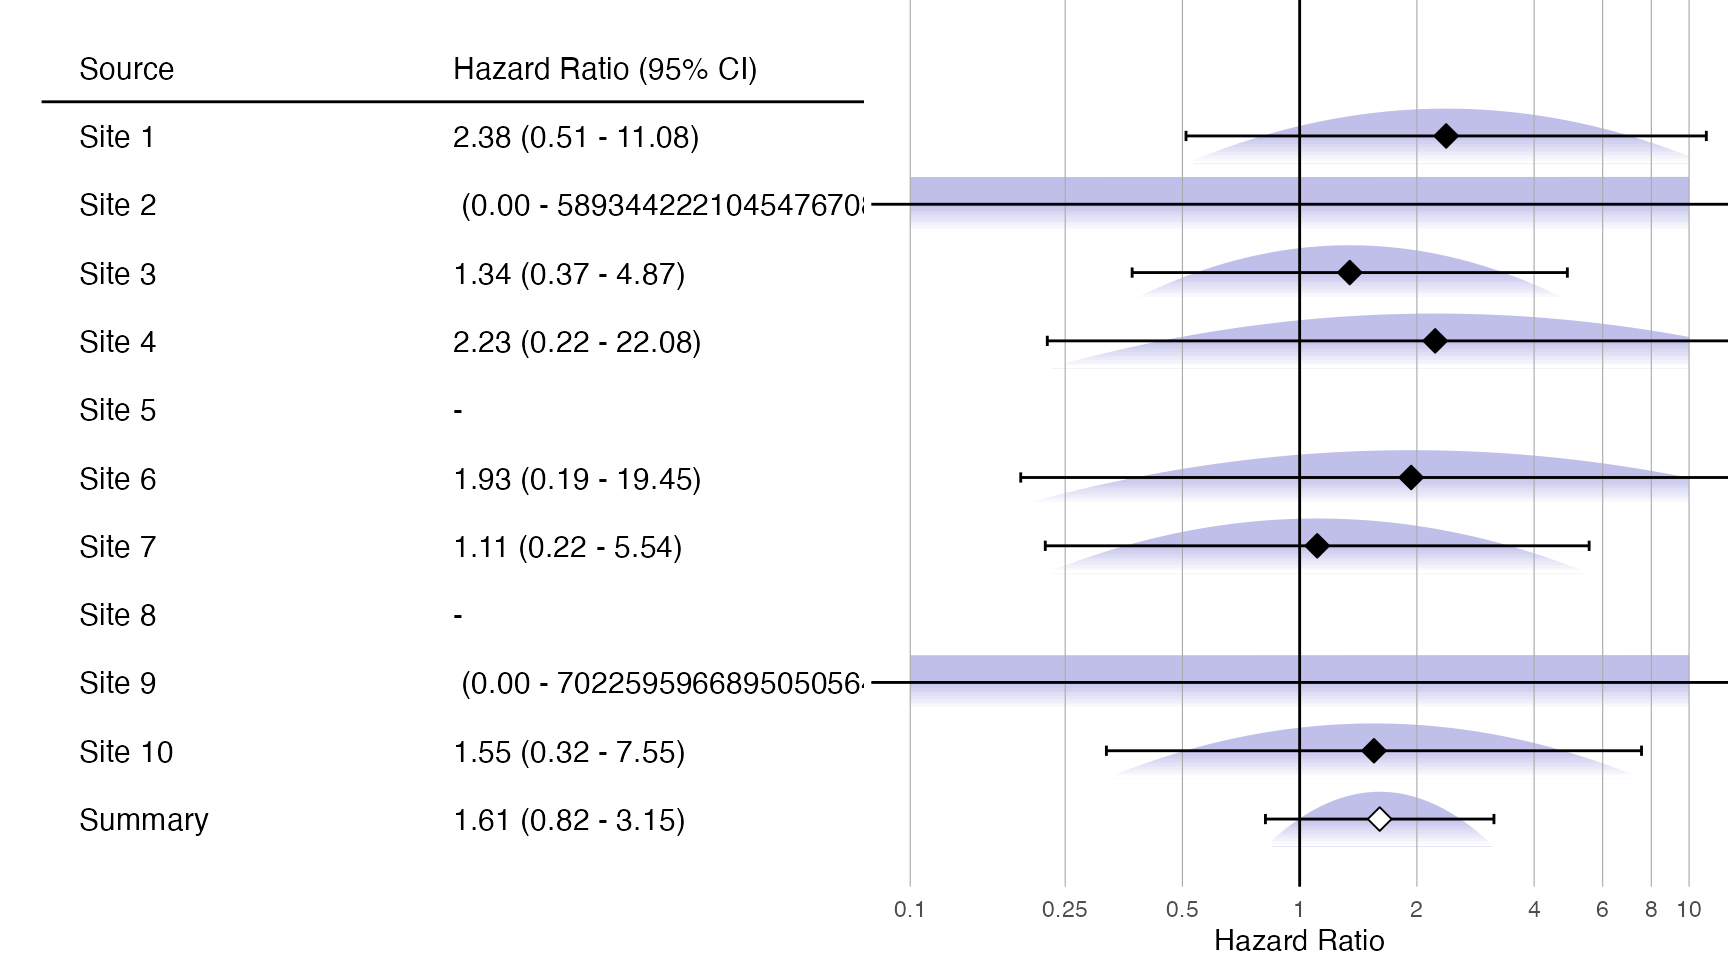 Source Hazard Ratio (95% CI)
Site 1 2.38 (0.51 - 11.08)
Site 2 (0.00 - 58934422210454767
Site 3 1.34 (0.37 - 4.87)
Site 4 2.23 (0.22 - 22.08)
Site 5 -
Site 6 1.93 (0.19 - 19.45)
Site 7 1.11 (0.22 - 5.54)
Site 8 -
Site 9 (0.00 - 702259596689505056
Site 10 1.55 (0.32 - 7.55)
Summary 1.61 (0.82 - 3.15)
0.1 0.25 0.5 1 2 4 6 8 10
Hazard Ratio